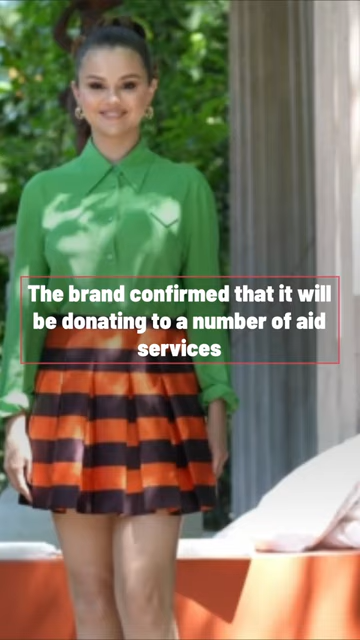 The brand confirmed that it will
be donating to a number of aid
services